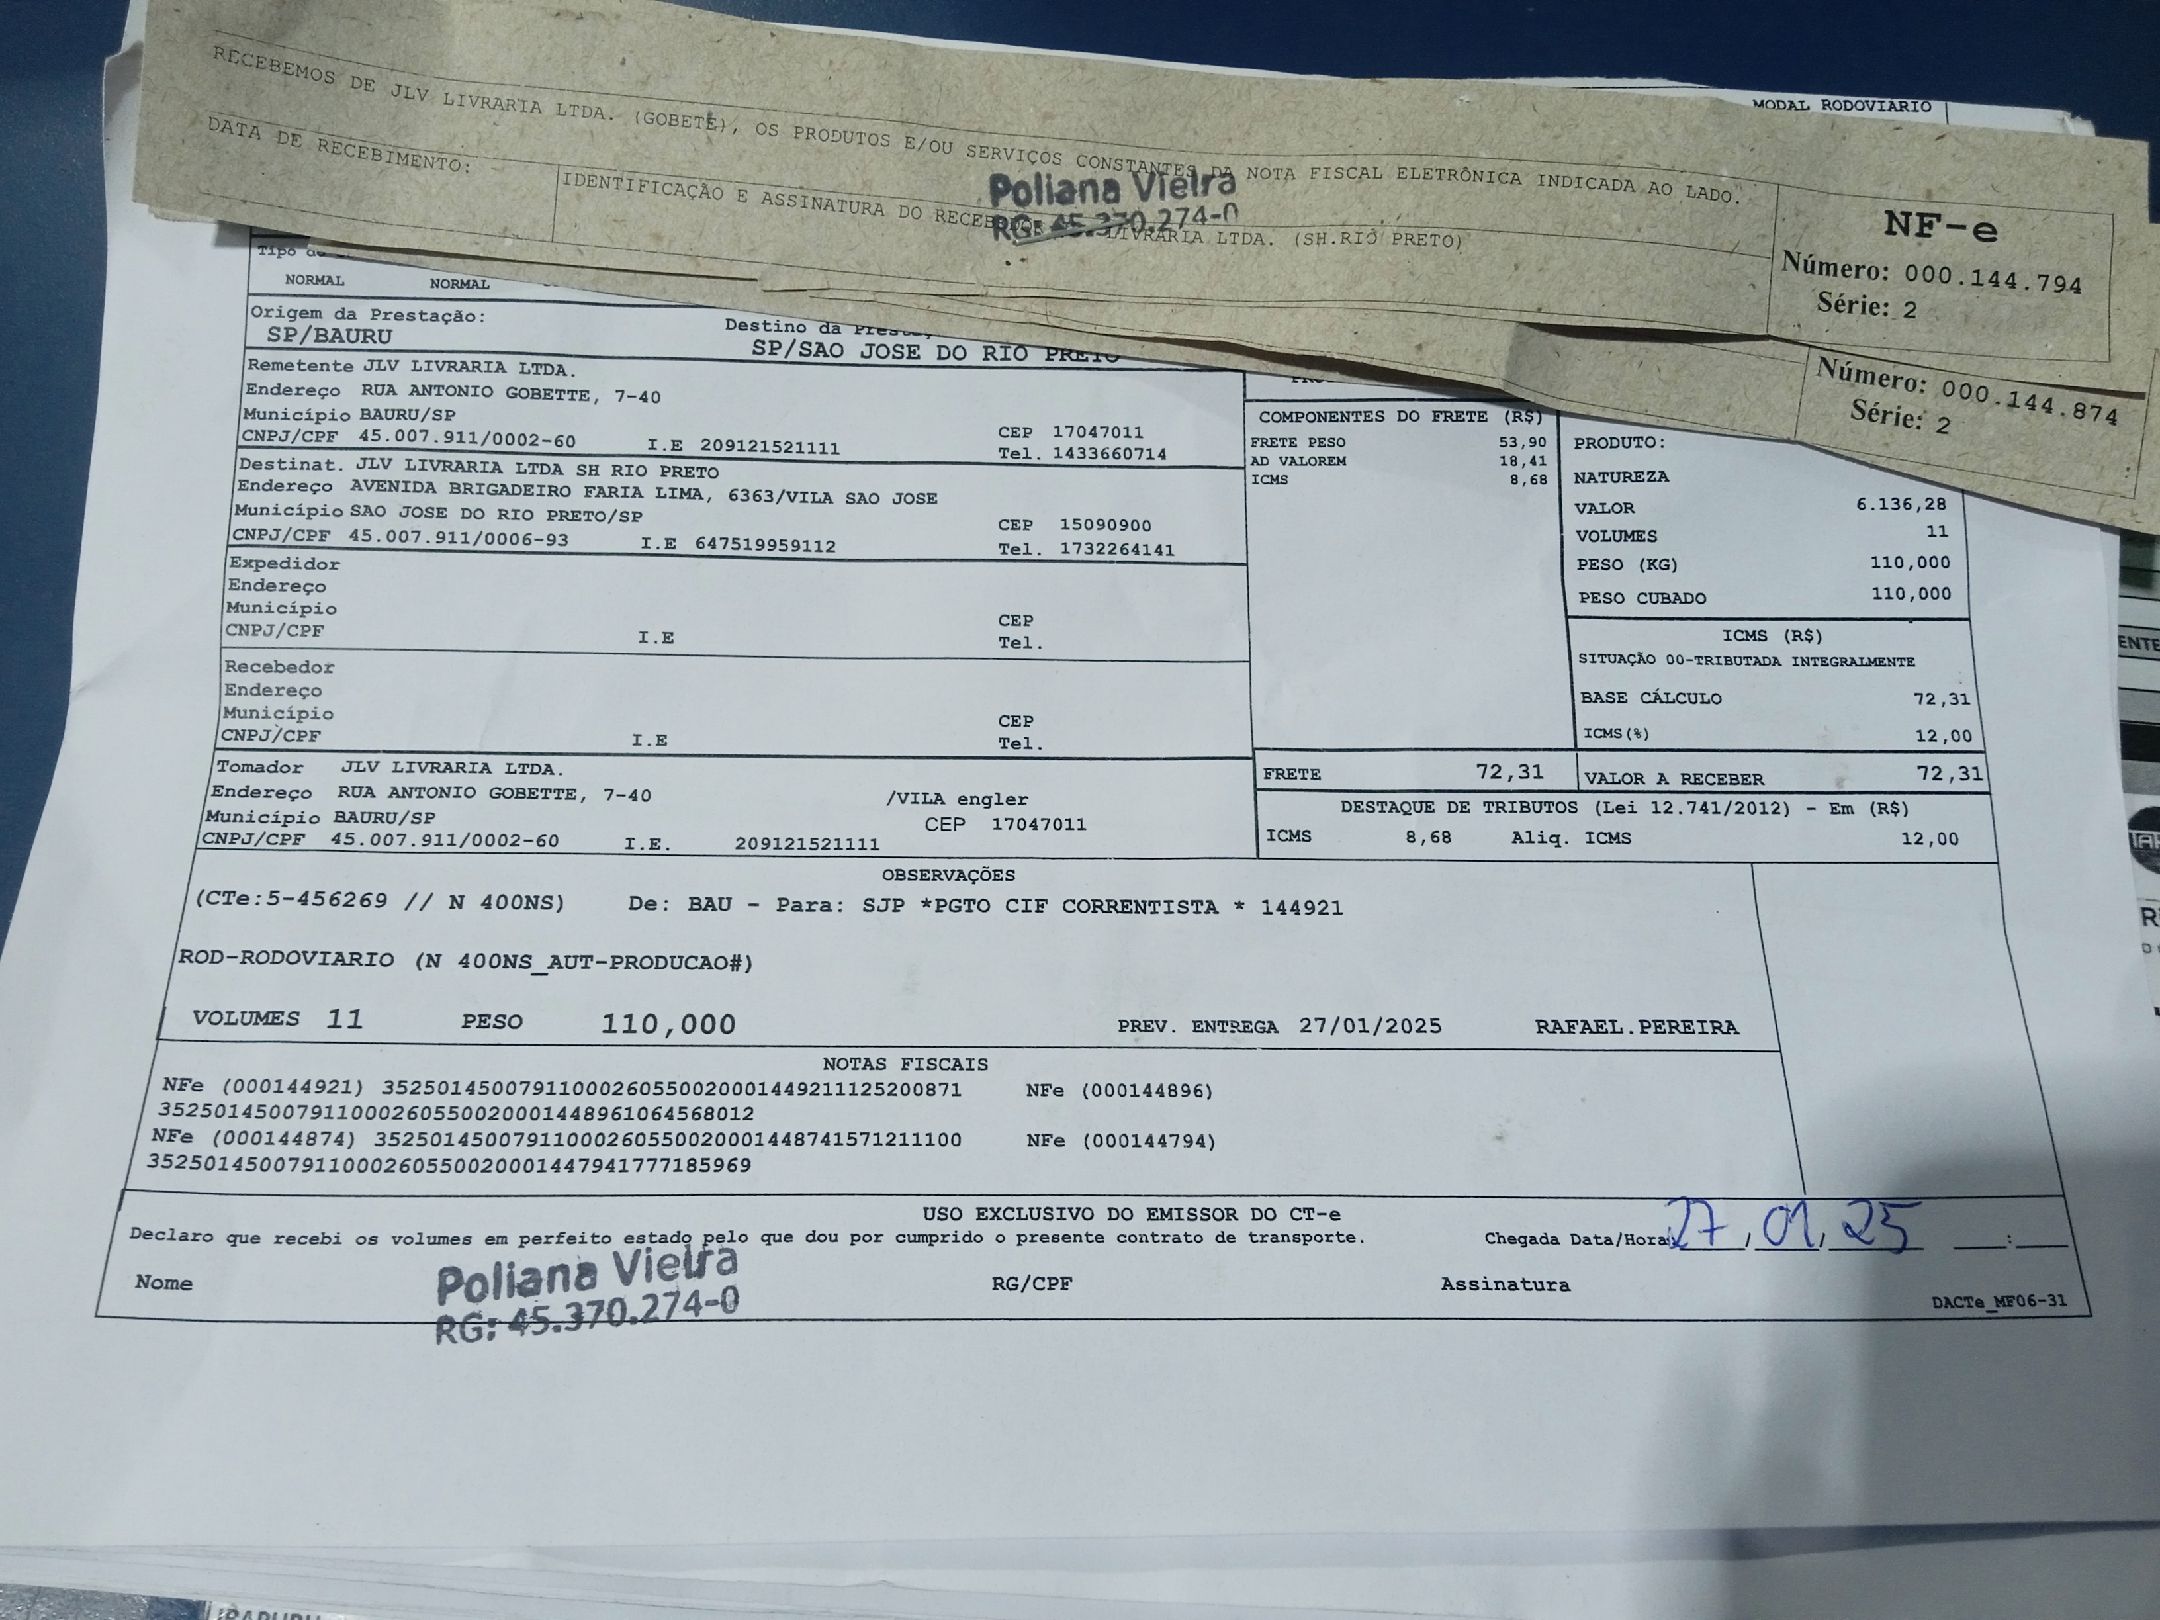 MODAL RODOVIARIO
RECEBEMOS DE JLV LIVRARIA LTDA. (GOBETE), OS PRODUTOS E/OU SERVIÇOS CONSTANTES DA NOTA FISCAL ELETRÔNICA INDICADA AO LADO.
DATA DE RECEBIMENTO:
IDENTIFICAÇÃO E ASSINATURA DO RECEBEDOR LIVRARIA LTDA. (SH.RIO PRETO)
Poliana Vieira
RG: 45.370.274-0
NF-e
Número: 000.144.794
Série: 2
Número: 000.144.874
Série: 2
Tipo
NORMAL NORMAL
Origem da Prestação:
SP/BAURU
Destino da
SP/SAO JOSE DO RIO PRETO
Remetente JLV LIVRARIA LTDA.
Endereço RUA ANTONIO GOBETTE, 7-40
Município BAURU/SP CEP 17047011
CNPJ/CPF 45.007.911/0002-60 I.E 209121521111 Tel. 1433660714
Destinat. JLV LIVRARIA LTDA SH RIO PRETO
Endereço AVENIDA BRIGADEIRO FARIA LIMA, 6363/VILA SAO JOSE
Município SAO JOSE DO RIO PRETO/SP CEP 15090900
CNPJ/CPF 45.007.911/0006-93 I.E 647519959112 Tel. 1732264141
Expedidor
Endereço
Município CEP
CNPJ/CPF I.E Tel.
Recebedor
Endereço
Município CEP
CNPJ/CPF I.E Tel.
Tomador JLV LIVRARIA LTDA.
Endereço RUA ANTONIO GOBETTE, 7-40 /VILA engler
Município BAURU/SP CEP 17047011
CNPJ/CPF 45.007.911/0002-60 I.E. 209121521111
COMPONENTES DO FRETE (R$)
FRETE PESO 53,90
AD VALOREM 18,41
ICMS 8,68
PRODUTO:
NATUREZA
VALOR 6.136,28
VOLUMES 11
PESO (KG) 110,000
PESO CUBADO 110,000
ICMS (R$)
SITUAÇÃO 00-TRIBUTADA INTEGRALMENTE
BASE CÁLCULO 72,31
ICMS(%) 12,00
FRETE 72,31 VALOR A RECEBER 72,31
DESTAQUE DE TRIBUTOS (Lei 12.741/2012) - Em (R$)
ICMS 8,68 Aliq. ICMS 12,00
OBSERVAÇÕES
(CTe:5-456269 // N 400NS) De: BAU - Para: SJP *PGTO CIF CORRENTISTA * 144921
ROD-RODOVIARIO (N 400NS_AUT-PRODUCAO#)
VOLUMES 11 PESO 110,000 PREV. ENTREGA 27/01/2025 RAFAEL.PEREIRA
NOTAS FISCAIS
NFe (000144921) 35250145007911000260550020001449211125200871 NFe (000144896)
35250145007911000260550020001448961064568012
NFe (000144874) 35250145007911000260550020001448741571211100 NFe (000144794)
35250145007911000260550020001447941777185969
USO EXCLUSIVO DO EMISSOR DO CT-e
Declaro que recebi os volumes em perfeito estado pelo que dou por cumprido o presente contrato de transporte. Chegada Data/Hora: 27/01/25 :
Nome Poliana Vieira RG/CPF Assinatura
RG: 45.370.274-0
DACTe_MF06-31